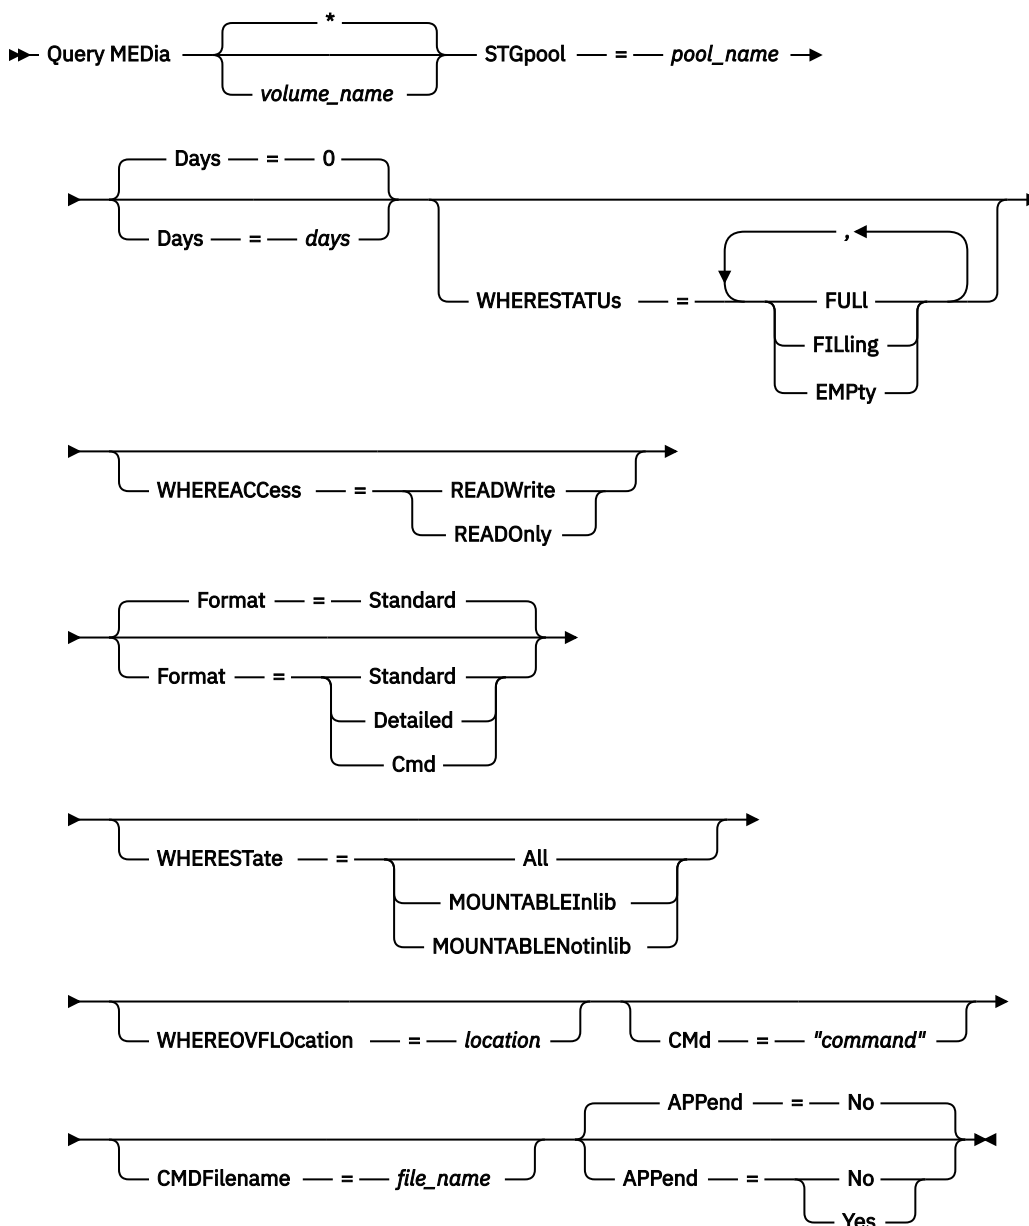 *
Query MEDia STGpool = pool_name
volume_name
Days = 0
Days = days
,
WHERESTATUs = FULl
FILling
EMPty
WHEREACCess = READWrite
READOnly
Format = Standard
Format = Standard
Detailed
Cmd
WHERESTate = All
MOUNTABLEInlib
MOUNTABLENotinlib
WHEREOVFLOcation = location CMd = "command"
APPend = No
CMDFilename = file_name APPend = No
Yes